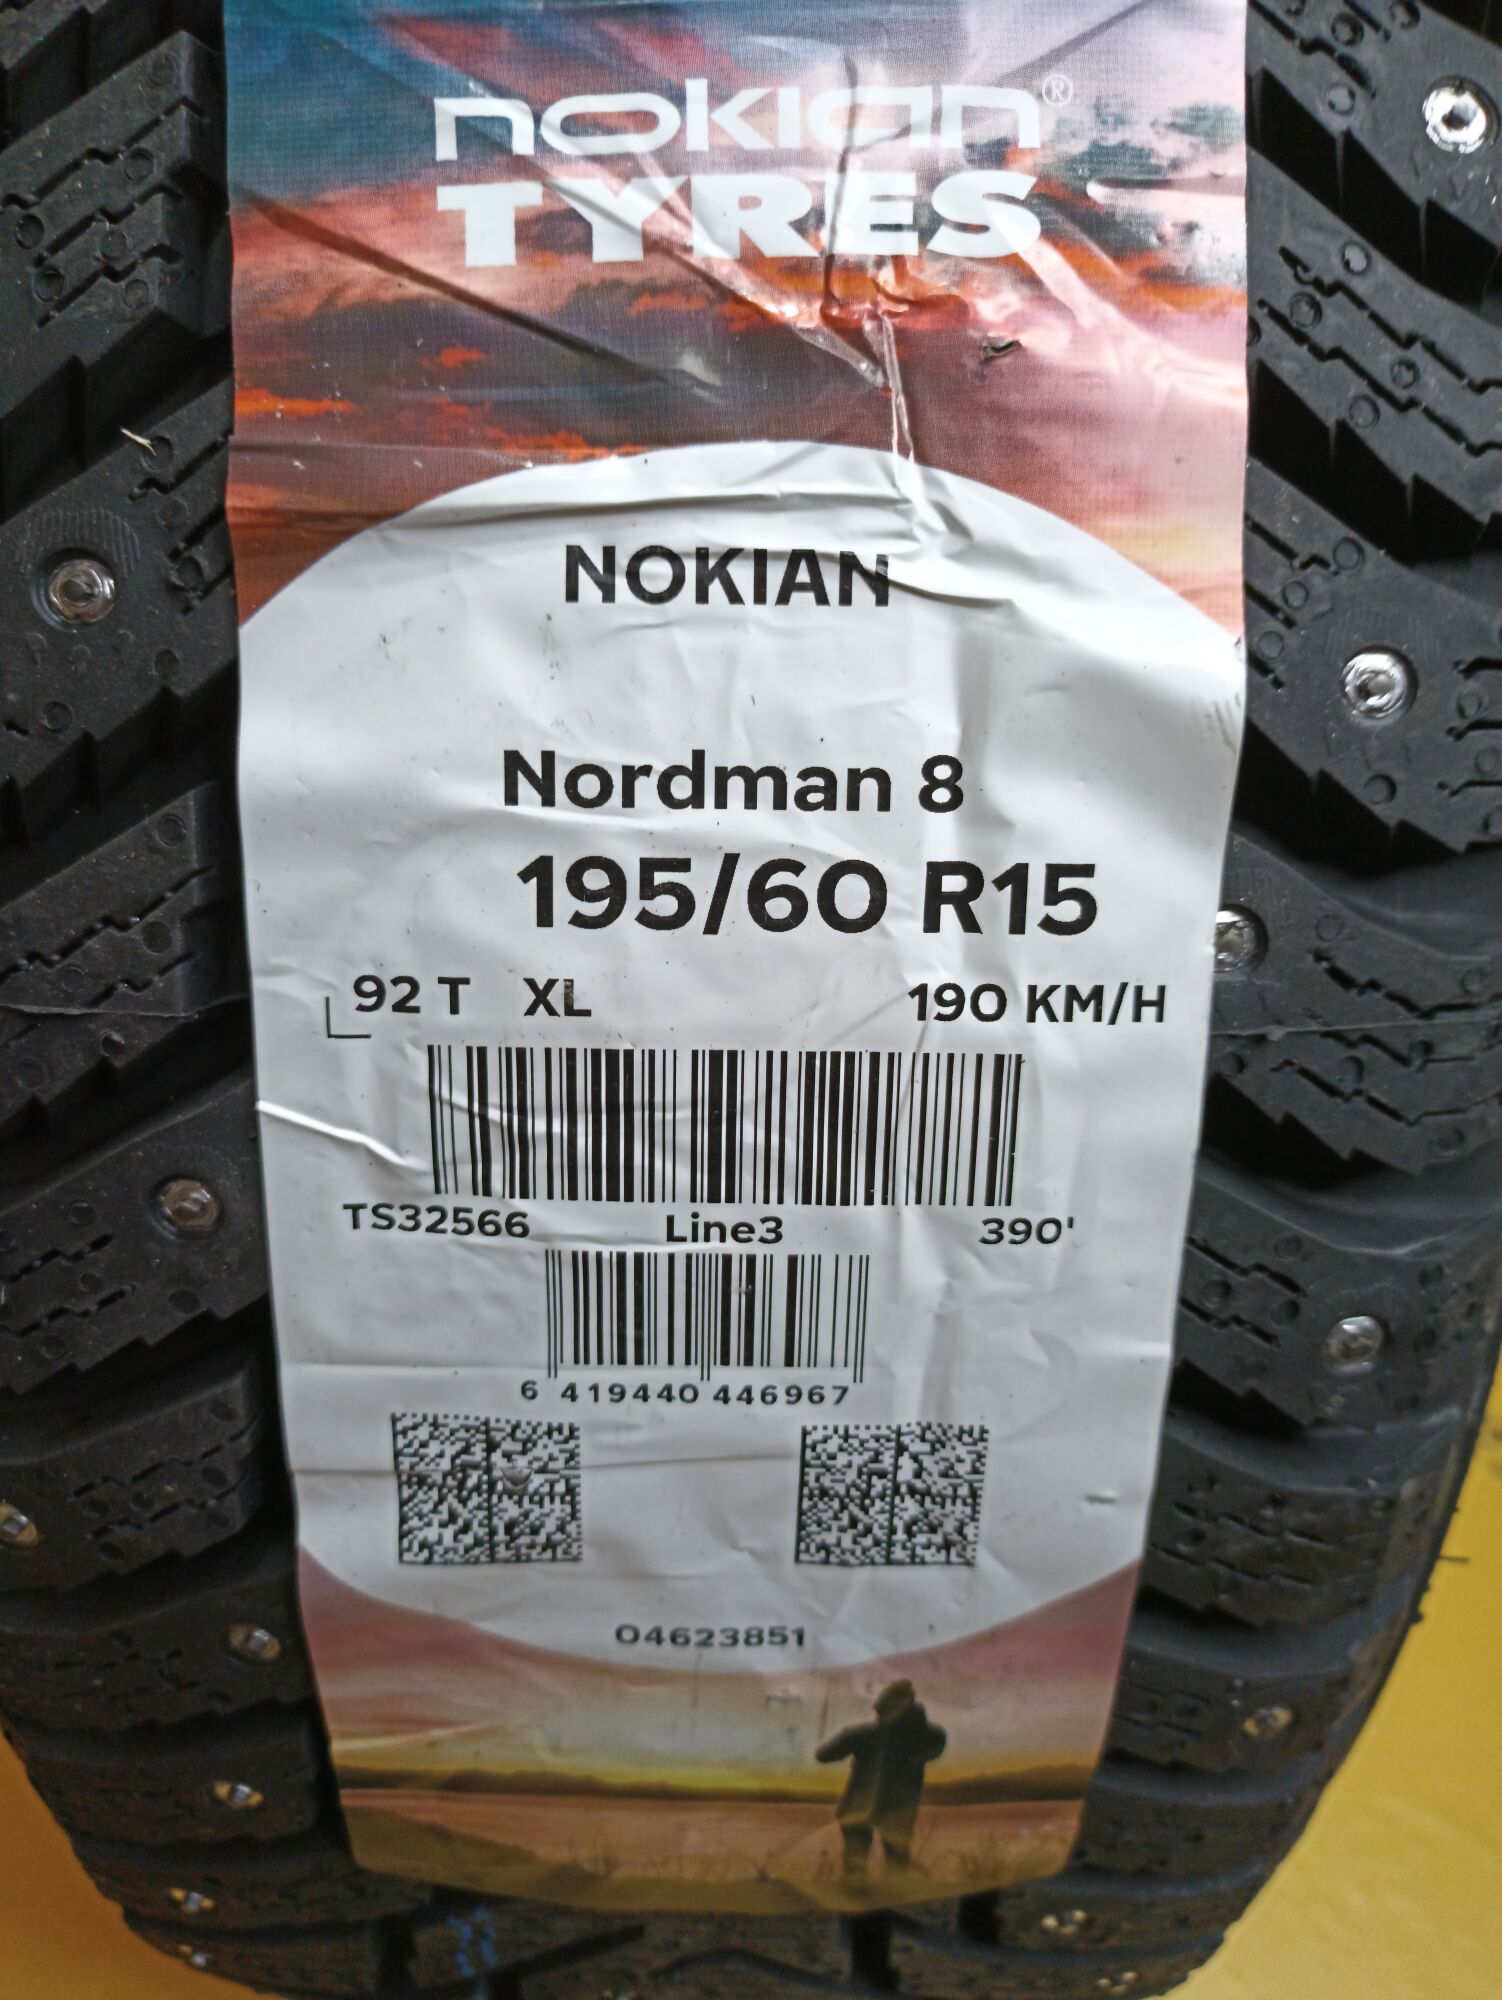 nokian®
TYRES
NOKIAN
Nordman 8
195/60 R15
92 T XL 190 KM/H
TS32566 Line3 390'
6 419440 446967
04623851